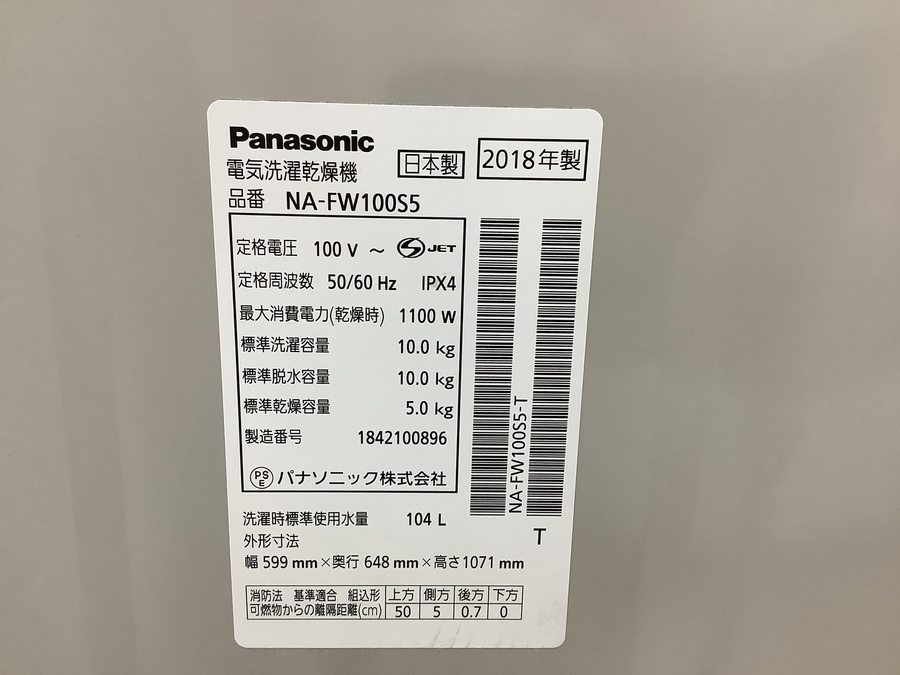 Panasonic
電気洗濯乾燥機 日本製 2018年製
品番 NA-FW100S5
定格電圧 100 V ～ S JET
定格周波数 50/60 Hz IPX4
最大消費電力(乾燥時) 1100 W
標準洗濯容量 10.0 kg
標準脱水容量 10.0 kg
標準乾燥容量 5.0 kg
製造番号 1842100896
PSE パナソニック株式会社
NA-FW100S5-T
洗濯時標準使用水量 104 L
T
外形寸法
幅 599 mm×奥行 648 mm×高さ1071 mm
消防法 基準適合 組込形 上方 側方 後方 下方
可燃物からの離隔距離(cm) 50 5 0.7 0